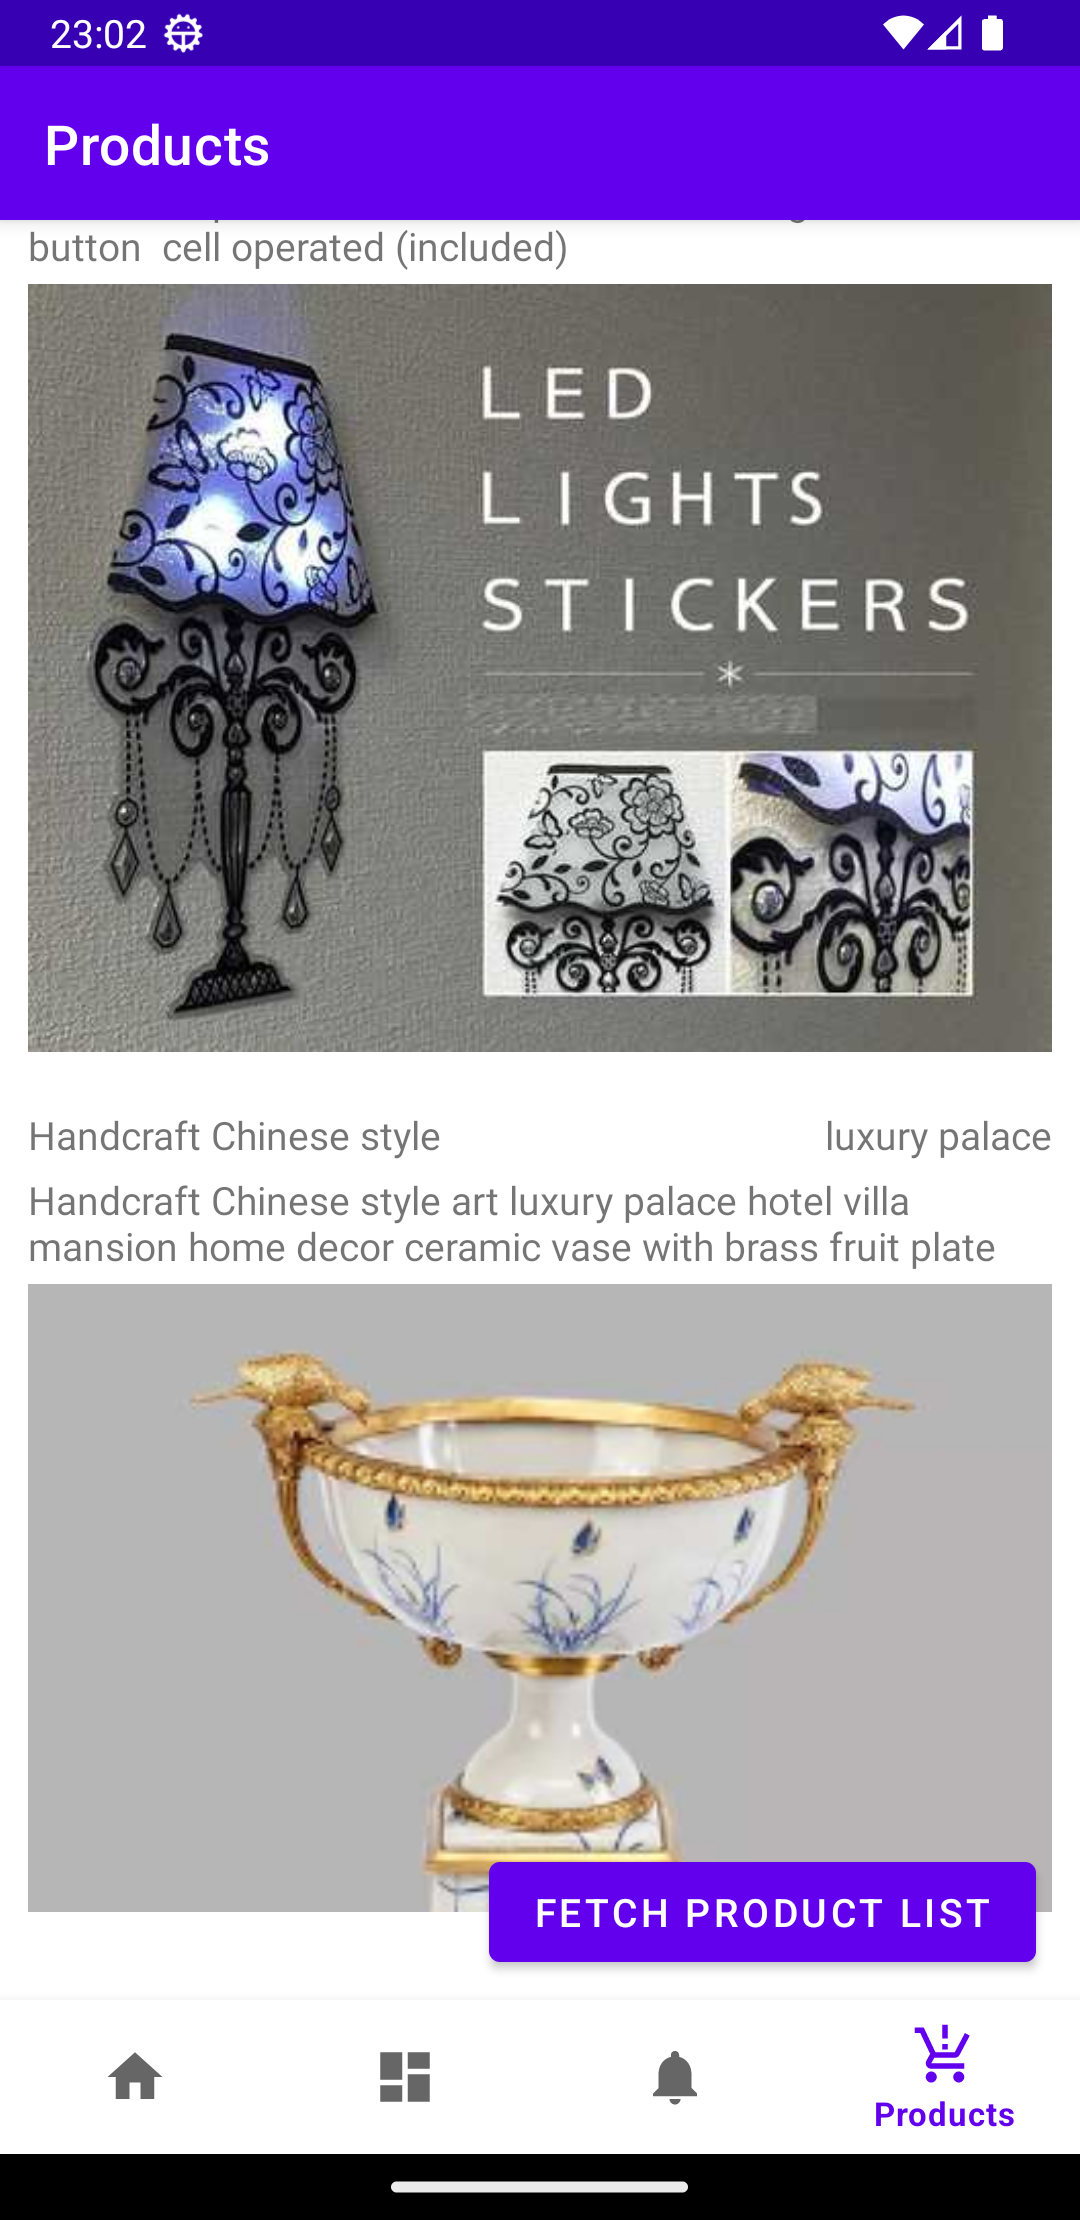 23:02
Products
button  cell operated (included)
LED
LIGHTS
STICKERS
Handcraft Chinese style
luxury palace
Handcraft Chinese style art luxury palace hotel villa
mansion home decor ceramic vase with brass fruit plate
FETCH PRODUCT LIST
Products